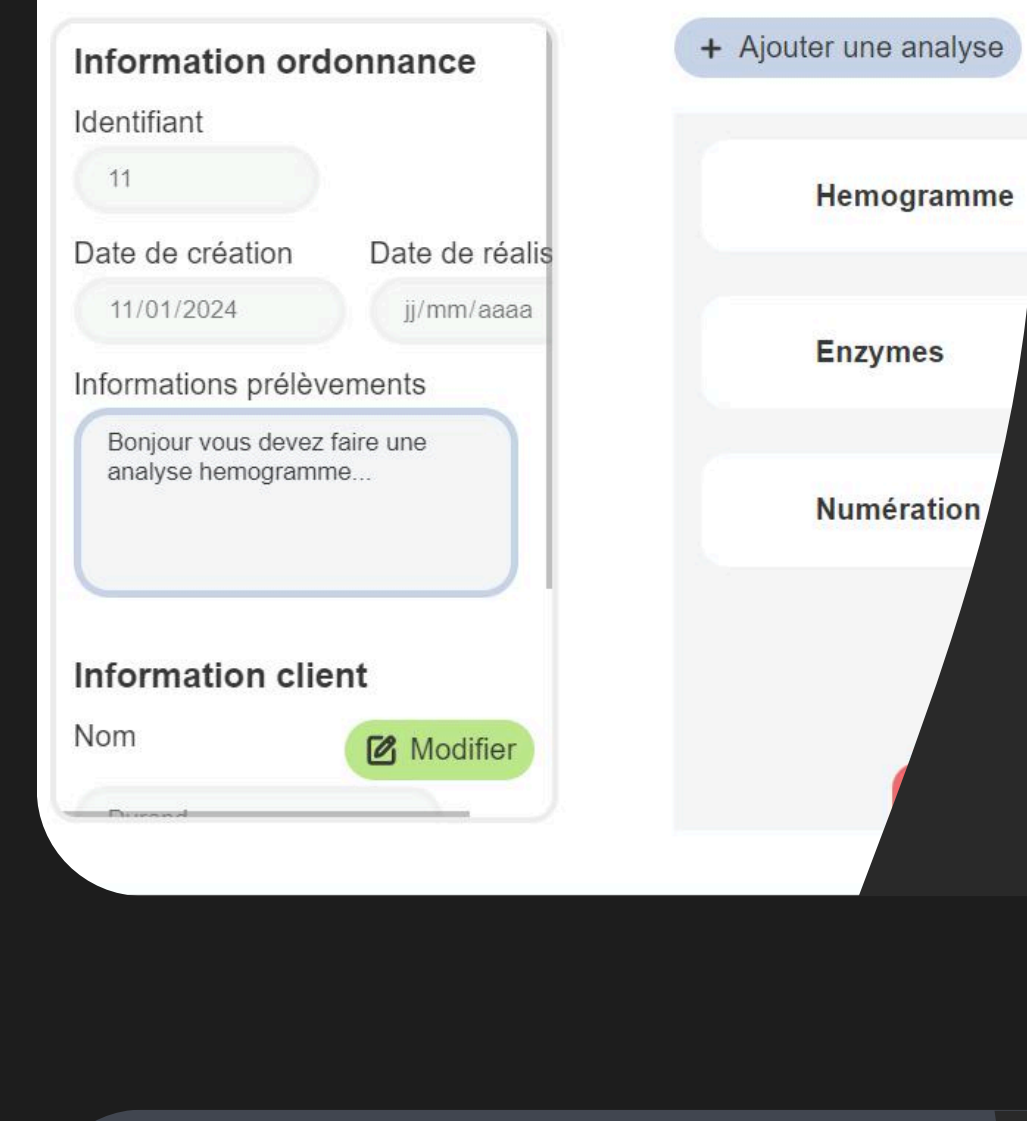 Information ordonnance
Identifiant
11
Date de création
Date de réalis
11/01/2024
jj/mm/aaaa
Informations prélèvements
Bonjour vous devez faire une
analyse hemogramme...
Information client
Nom
Modifier
Durand
+ Ajouter une analyse
Hemogramme
Enzymes
Numération